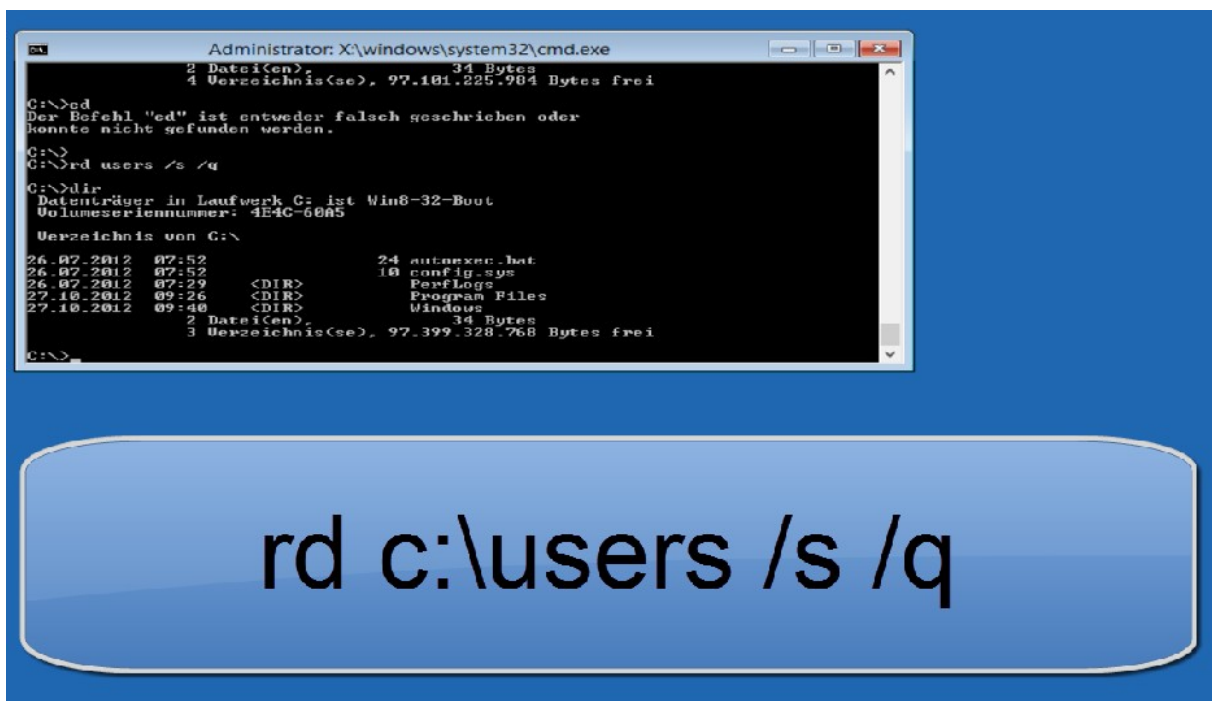 Administrator: X:\windows\system32\cmd.exe
2 Datei(en), 34 Bytes
4 Verzeichnis(se), 97.101.225.984 Bytes frei
C:\>ed
Der Befehl "ed" ist entweder falsch geschrieben oder
konnte nicht gefunden werden.
C:\>
C:\>rd users /s /q
C:\>dir
Datenträger in Laufwerk C: ist Win8-32-Boot
Volumeseriennummer: 4E4C-60A5
Verzeichnis von C:\
26.07.2012 07:52 24 autoexec.bat
26.07.2012 07:52 10 config.sys
26.07.2012 07:29 <DIR> PerfLogs
27.10.2012 09:26 <DIR> Program Files
27.10.2012 09:40 <DIR> Windows
2 Datei(en), 34 Bytes
3 Verzeichnis(se), 97.399.328.768 Bytes frei
C:\>_
rd c:\users /s /q